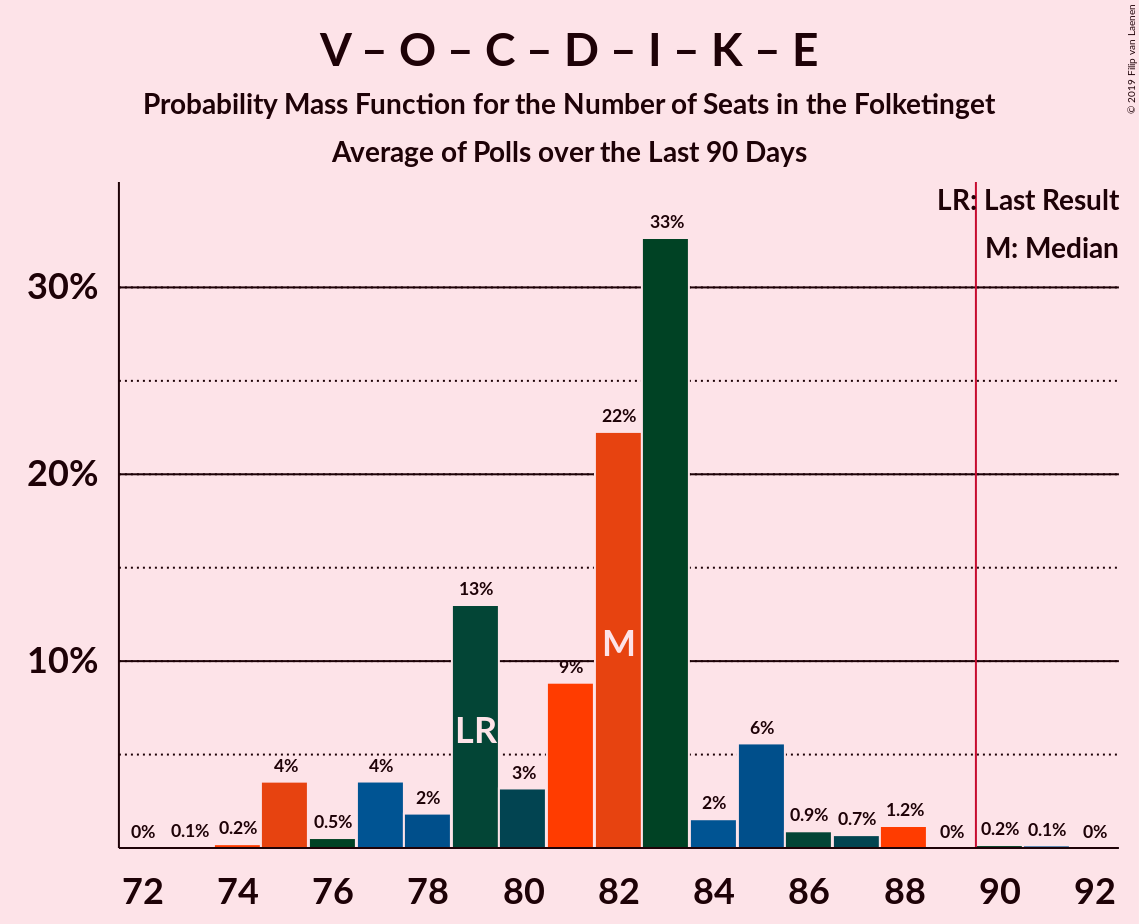 V – O – C – D – I – K – E
Probability Mass Function for the Number of Seats in the Folketinget
Average of Polls over the Last 90 Days
© 2019 Filip van Laenen
LR: Last Result
M: Median
33%
30%
22%
20%
13%
10%
9%
M
LR
6%
4%
4%
3%
2%
2%
1.2%
0.9%
0.7%
0.5%
0%
0.1%
0.2%
0%
0.2%
0.1%
0%
72 74 76 78 80 82 84 86 88 90 92